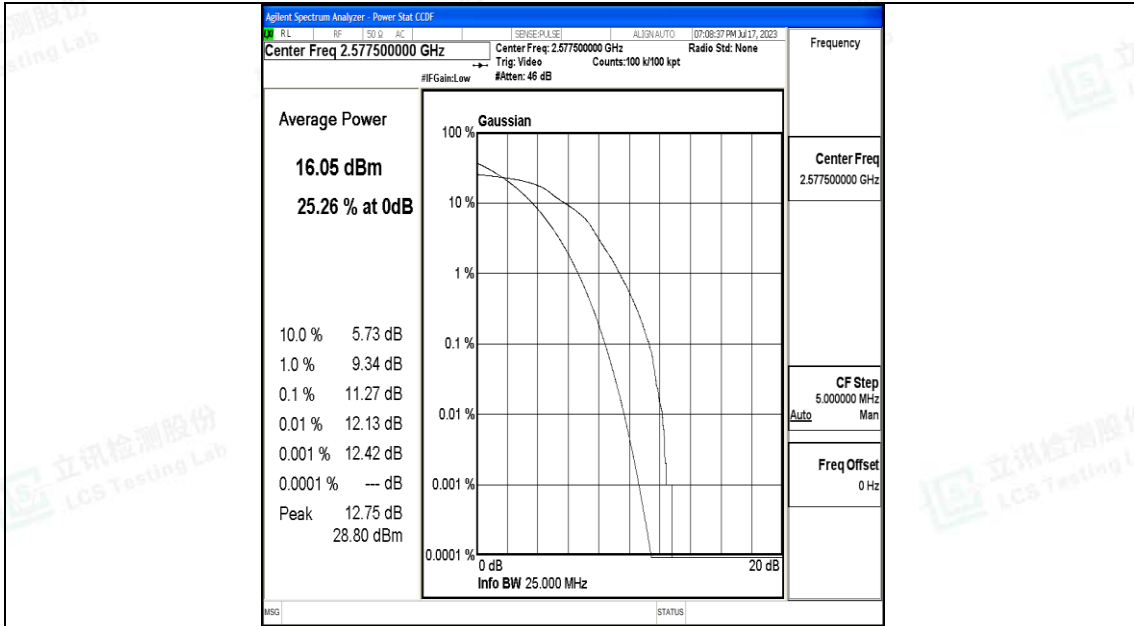 Agilent Spectrum Analyzer - Power Stat CCDF
RL RF 50 Ω AC SENSE:PULSE ALIGN AUTO 07:08:37 PM Jul 17, 2023
Center Freq 2.577500000 GHz
Center Freq: 2.577500000 GHz
Radio Std: None
Trig: Video
Counts:100 k/100 kpt
#IFGain:Low
#Atten: 46 dB
Average Power
16.05 dBm
25.26 % at 0dB
10.0 % 5.73 dB
1.0 % 9.34 dB
0.1 % 11.27 dB
0.01 % 12.13 dB
0.001 % 12.42 dB
0.0001 % --- dB
Peak 12.75 dB
28.80 dBm
Gaussian
100 %
10 %
1 %
0.1 %
0.01 %
0.001 %
0.0001 %
0 dB
20 dB
Info BW 25.000 MHz
Frequency
Center Freq
2.577500000 GHz
CF Step
5.000000 MHz
Auto Man
Freq Offset
0 Hz
MSG
STATUS
立讯检测股份
LCS Testing Lab
立讯检测股份
LCS Testing L
测股份
sting Lab
立